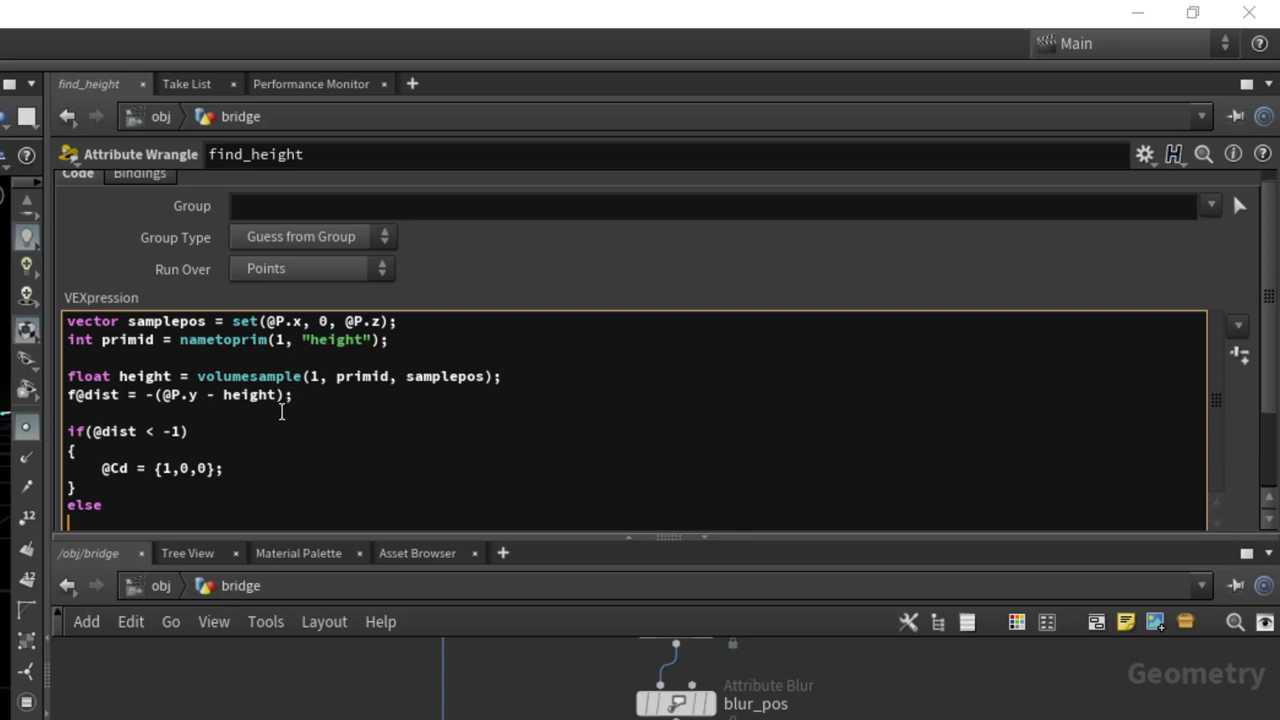 Main
find_height × Take List × Performance Monitor ×
obj bridge
Attribute Wrangle find_height
Code Bindings
Group
Group Type Guess from Group
Run Over Points
VEXpression
vector samplepos = set(@P.x, 0, @P.z);
int primid = nametoprim(1, "height");
float height = volumesample(1, primid, samplepos);
f@dist = -(@P.y - height);
if(@dist < -1)
{
@Cd = {1,0,0};
}
else
12
12
/obj/bridge × Tree View × Material Palette × Asset Browser ×
obj bridge
Add Edit Go View Tools Layout Help
Geometry
Attribute Blur
blur_pos